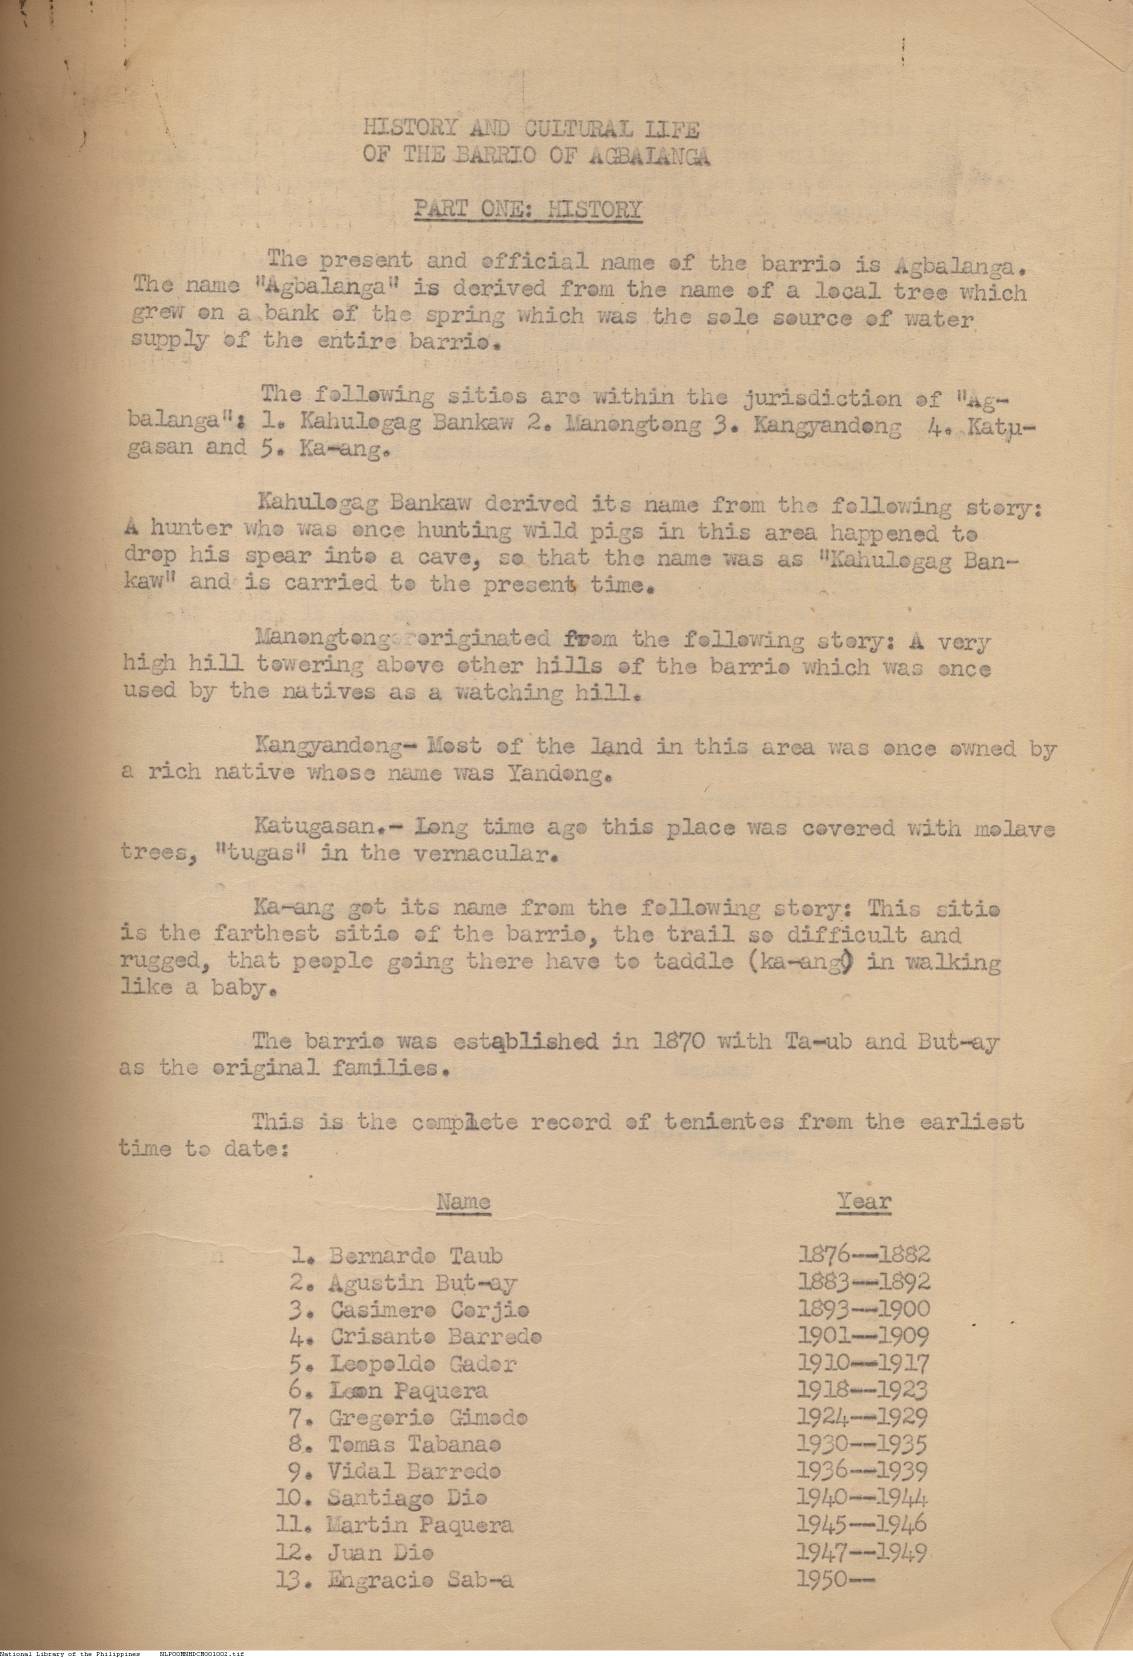 HISTORY AND CULTURAL LIFE
OF THE BARRIO OF AGBALANGA
PART ONE: HISTORY
The present and official name of the barrio is Agbalanga.
The name "Agbalanga" is derived from the name of a local tree which
grew on a bank of the spring which was the sole source of water
supply of the entire barrio.
The following sitios are within the jurisdiction of "Ag-
balanga": 1. Kahulogag Bankaw 2. Manongtong 3. Kangyandong 4. Katu-
gasan and 5. Ka-ang.
Kahulogag Bankaw derived its name from the following story:
A hunter who was once hunting wild pigs in this area happened to
drop his spear into a cave, so that the name was as "Kahulogag Ban-
kaw" and is carried to the present time.
Manongtong originated from the following story: A very
high hill towering above other hills of the barrio which was once
used by the natives as a watching hill.
Kangyandong- Most of the land in this area was once owned by
a rich native whose name was Yandong.
Katugasan.- Long time ago this place was covered with molave
trees, "tugas" in the vernacular.
Ka-ang got its name from the following story: This sitio
is the farthest sitio of the barrio, the trail so difficult and
rugged, that people going there have to taddle (ka-ang) in walking
like a baby.
The barrio was established in 1870 with Ta-ub and But-ay
as the original families.
This is the complete record of tenientes from the earliest
time to date:
Name Year
1. Bernardo Taub 1876--1882
2. Agustin But-ay 1883--1892
3. Casimero Corjio 1893--1900
4. Crisanto Barredo 1901--1909
5. Leopoldo Gador 1910--1917
6. Leon Paquera 1918--1923
7. Gregorio Gimodo 1924--1929
8. Tomas Tabanao 1930--1935
9. Vidal Barredo 1936--1939
10. Santiago Dio 1940--1944
11. Martin Paquera 1945--1946
12. Juan Dio 1947--1949
13. Engracio Sab-a 1950--
National Library of the Philippines NLPOOMNHDCM001002.tif